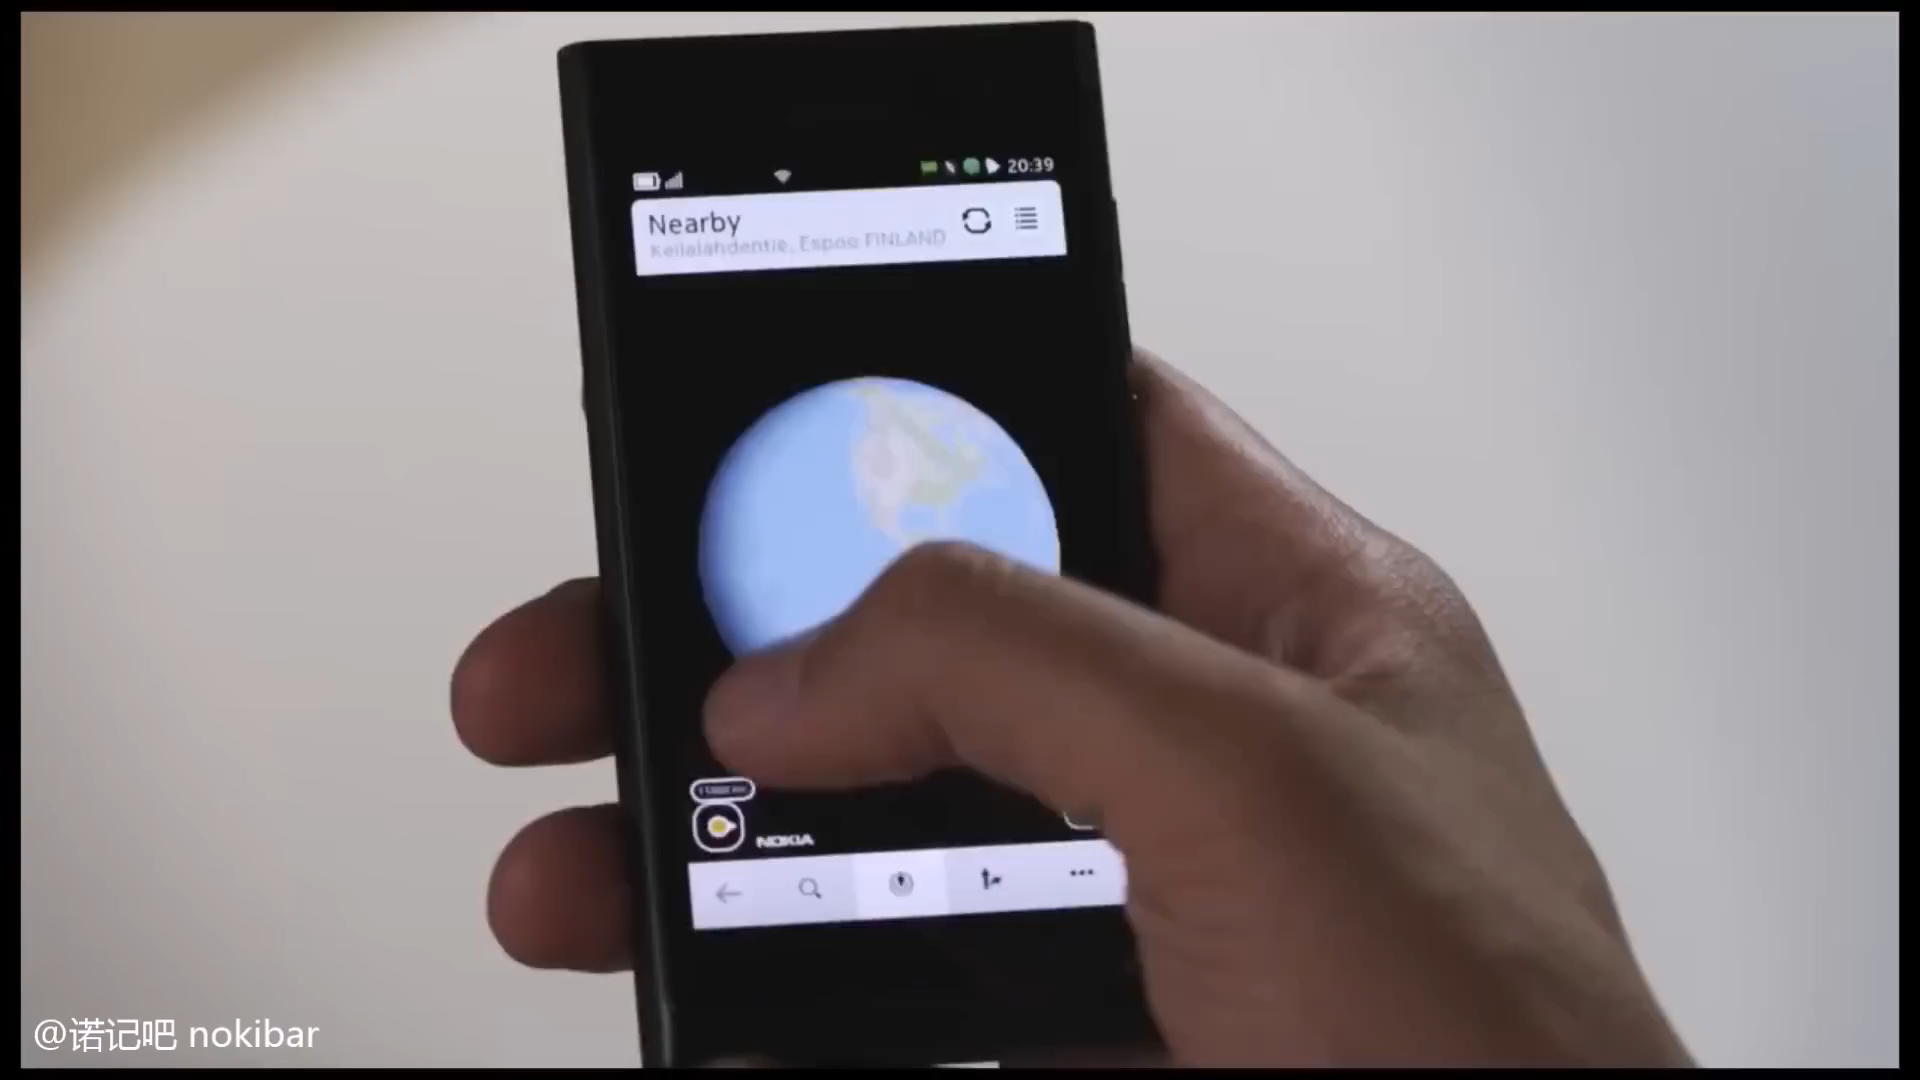 20:39
Nearby
Keilalahdentie, Espoo FINLAND
NOKIA
@诺记吧 nokibar